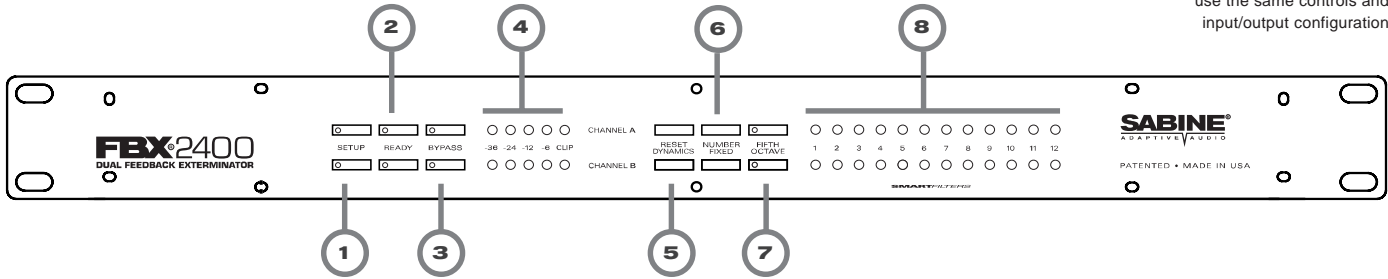 use the same controls and
input/output configuration
2 4 6 8
FBX®2400
DUAL FEEDBACK EXTERMINATOR
CHANNEL A
SETUP READY BYPASS -36 -24 -12 -6 CLIP RESET DYNAMICS NUMBER FIXED FIFTH OCTAVE 1 2 3 4 5 6 7 8 9 10 11 12
CHANNEL B
SMARTFILTERS
SABINE®
ADAPTIVE AUDIO
PATENTED • MADE IN USA
1 3 5 7